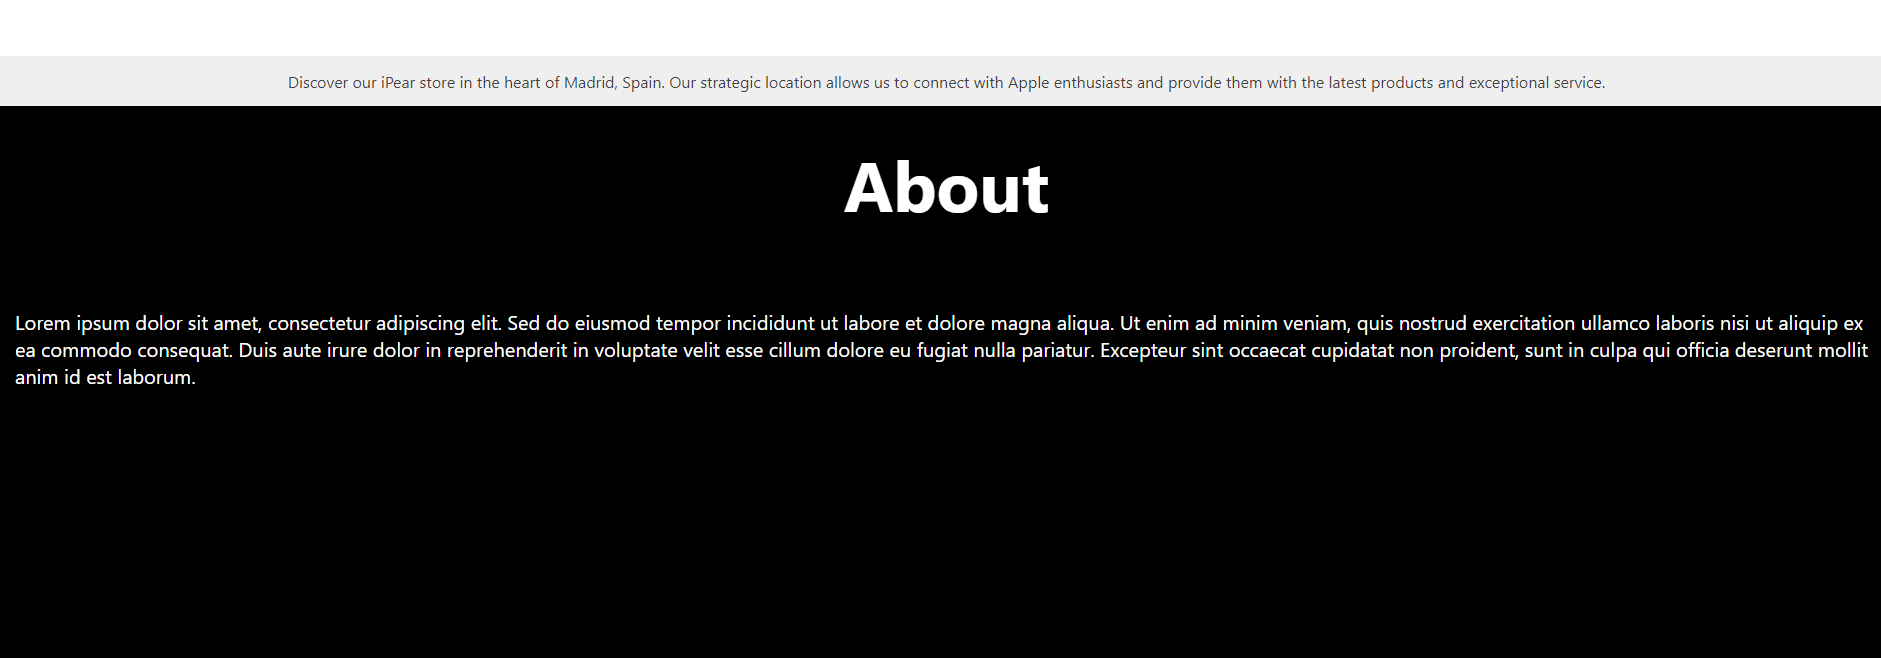 Discover our iPear store in the heart of Madrid, Spain. Our strategic location allows us to connect with Apple enthusiasts and provide them with the latest products and exceptional service.
About
Lorem ipsum dolor sit amet, consectetur adipiscing elit. Sed do eiusmod tempor incididunt ut labore et dolore magna aliqua. Ut enim ad minim veniam, quis nostrud exercitation ullamco laboris nisi ut aliquip ex
ea commodo consequat. Duis aute irure dolor in reprehenderit in voluptate velit esse cillum dolore eu fugiat nulla pariatur. Excepteur sint occaecat cupidatat non proident, sunt in culpa qui officia deserunt mollit
anim id est laborum.